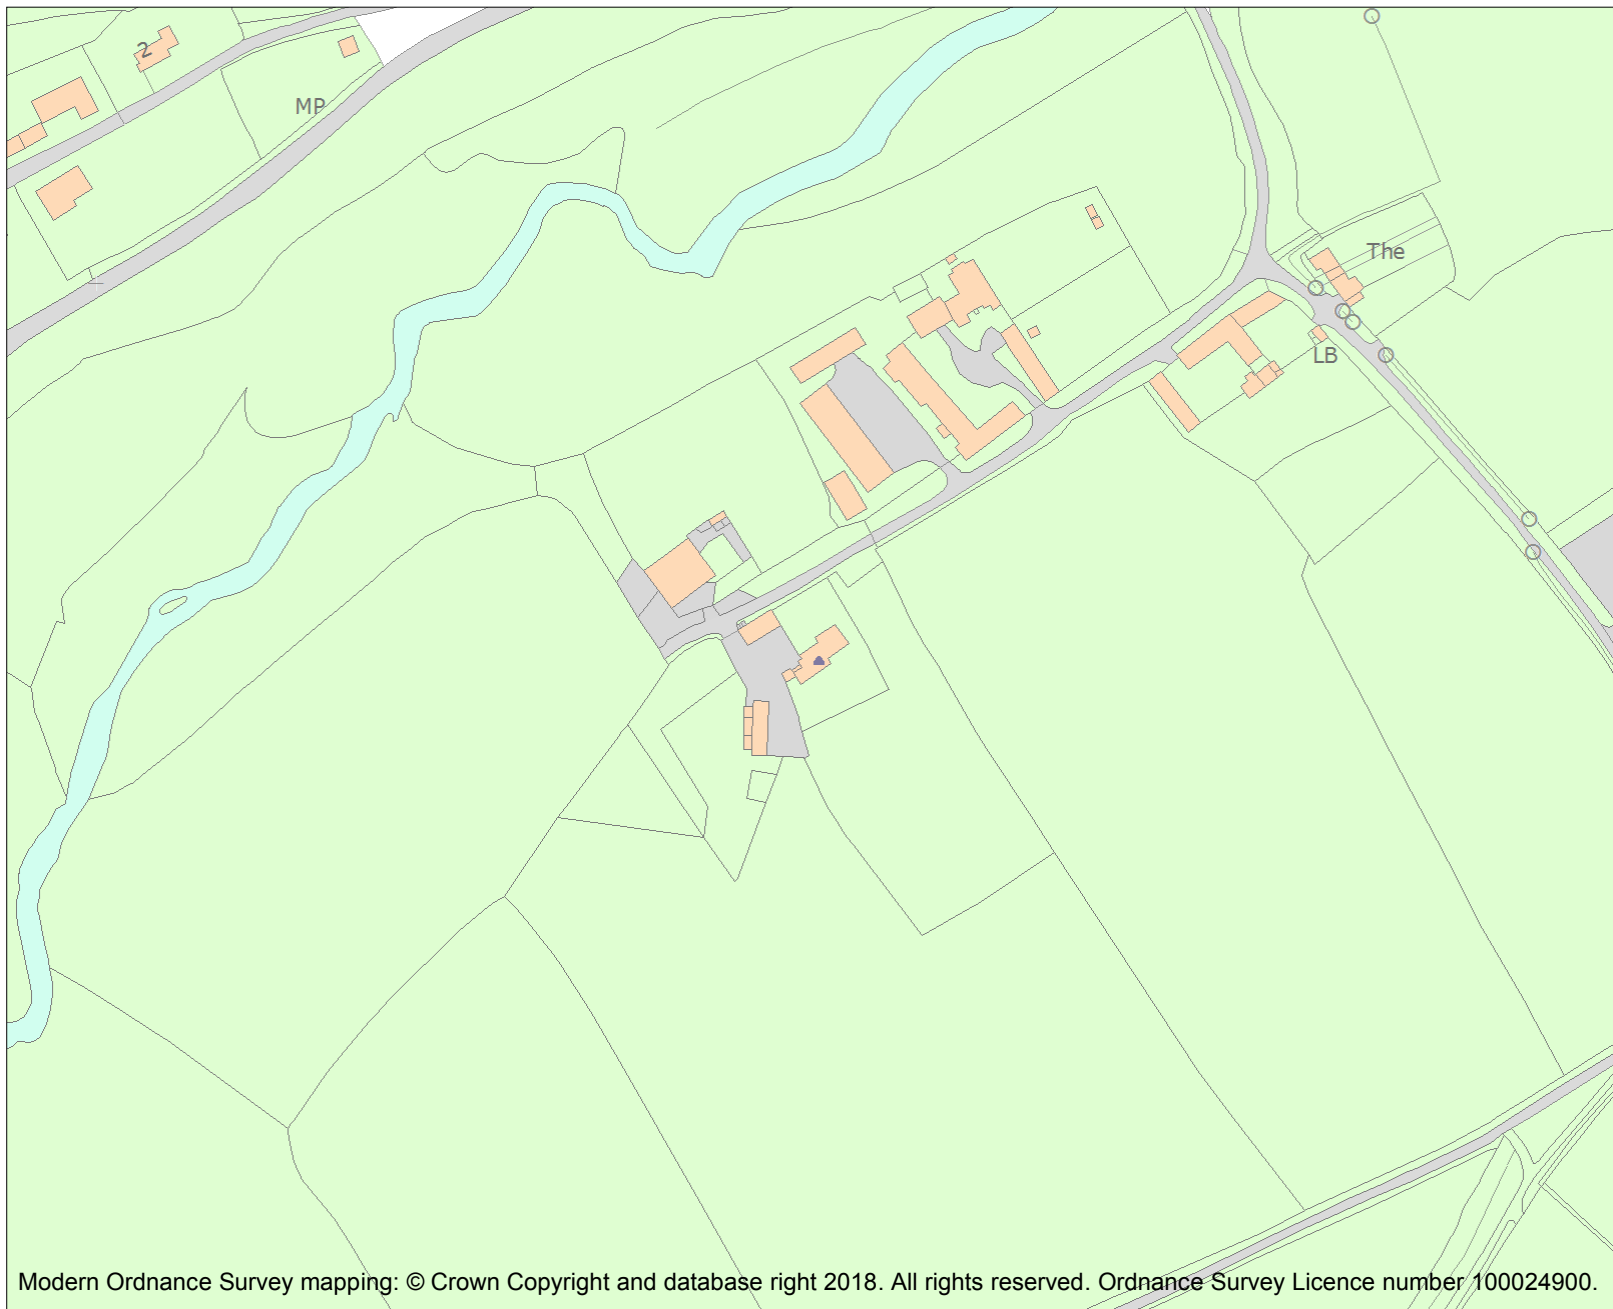 2
MP
The
LB
Modern Ordnance Survey mapping: © Crown Copyright and database right 2018. All rights reserved. Ordnance Survey Licence number 100024900.